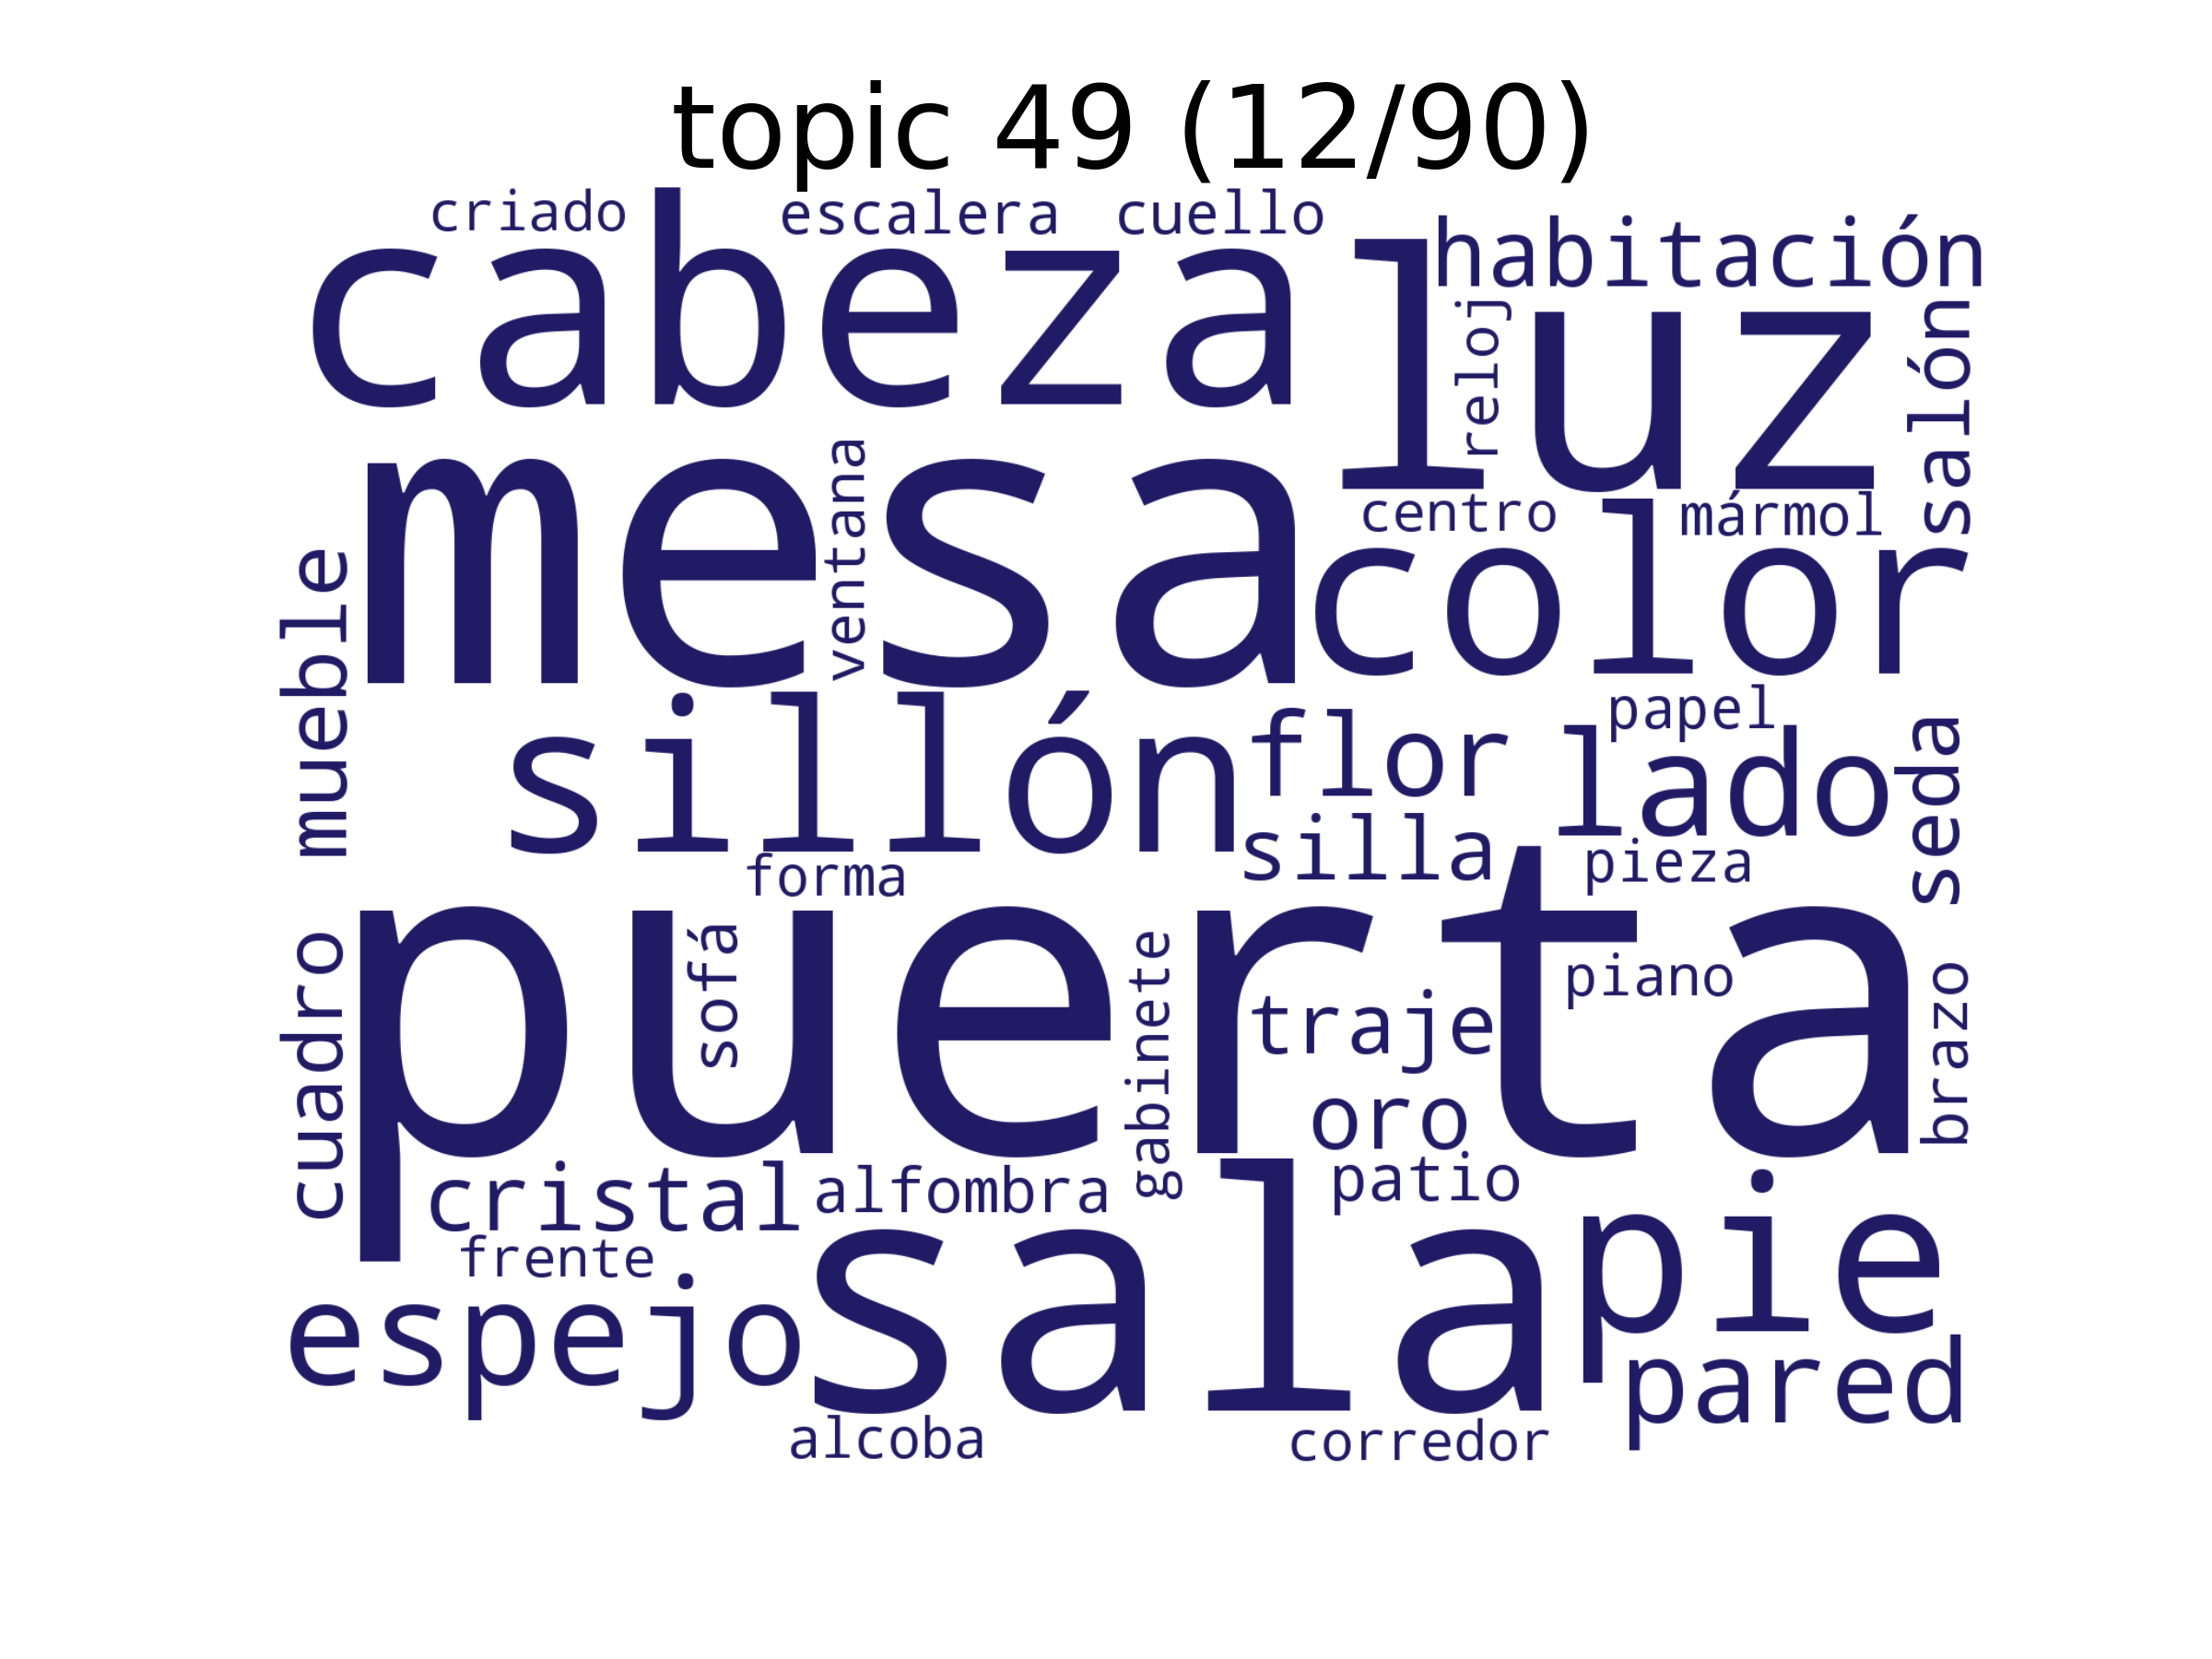 topic 49 (12/90)
criado
escalera
cuello
cabeza
luz
habitación
reloj
salón
mesa
ventana
centro
mármol
color
mueble
sillón
flor
papel
lado
seda
silla
forma
pieza
puerta
cuadro
sofá
gabinete
traje
piano
brazo
oro
cristal
alfombra
patio
sala
pie
frente
espejo
pared
alcoba
corredor